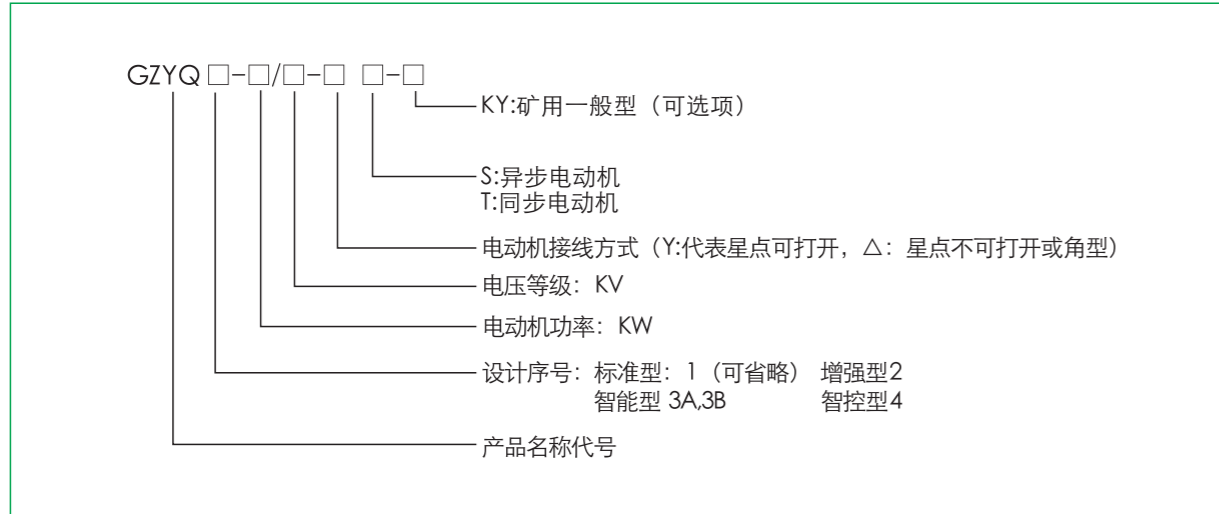 GZYQ □-□/□-□ □-□
KY:矿用一般型（可选项）
S:异步电动机
T:同步电动机
电动机接线方式（Y:代表星点可打开，△：星点不可打开或角型）
电压等级：KV
电动机功率：KW
设计序号：标准型：1（可省略） 增强型2
智能型 3A,3B 智控型4
产品名称代号